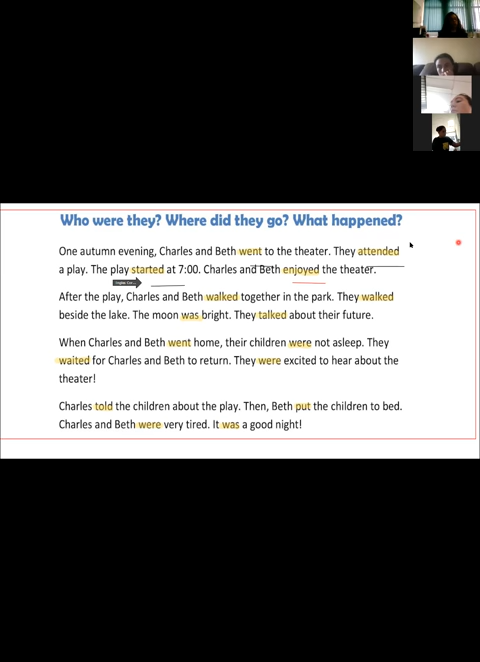 Who were they? Where did they go? What happened?
One autumn evening, Charles and Beth went to the theater. They attended
a play. The play started at 7:00. Charles and Beth enjoyed the theater.
After the play, Charles and Beth walked together in the park. They walked
beside the lake. The moon was bright. They talked about their future.
When Charles and Beth went home, their children were not asleep. They
waited for Charles and Beth to return. They were excited to hear about the
theater!
Charles told the children about the play. Then, Beth put the children to bed.
Charles and Beth were very tired. It was a good night!